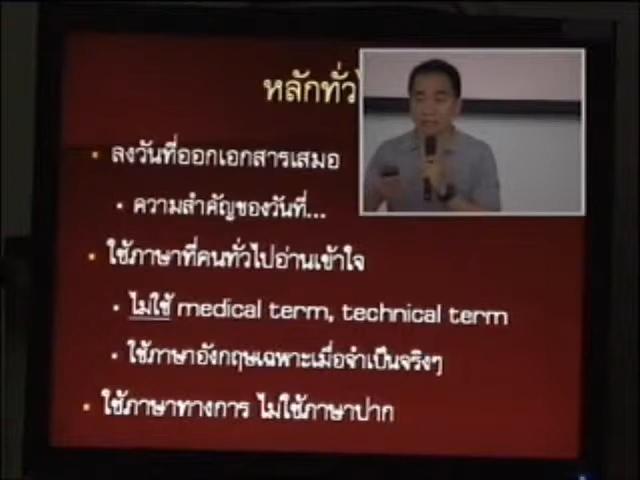 หลักทั่ว
ลงวันที่ออกเอกสารเสมอ
ความสำคัญของวันที่...
ใช้ภาษาที่คนทั่วไปอ่านเข้าใจ
ไม่ใช้ medical term, technical term
ใช้ภาษาอังกฤษเฉพาะเมื่อจำเป็นจริงๆ
ใช้ภาษาทางการ ไม่ใช้ภาษาปาก